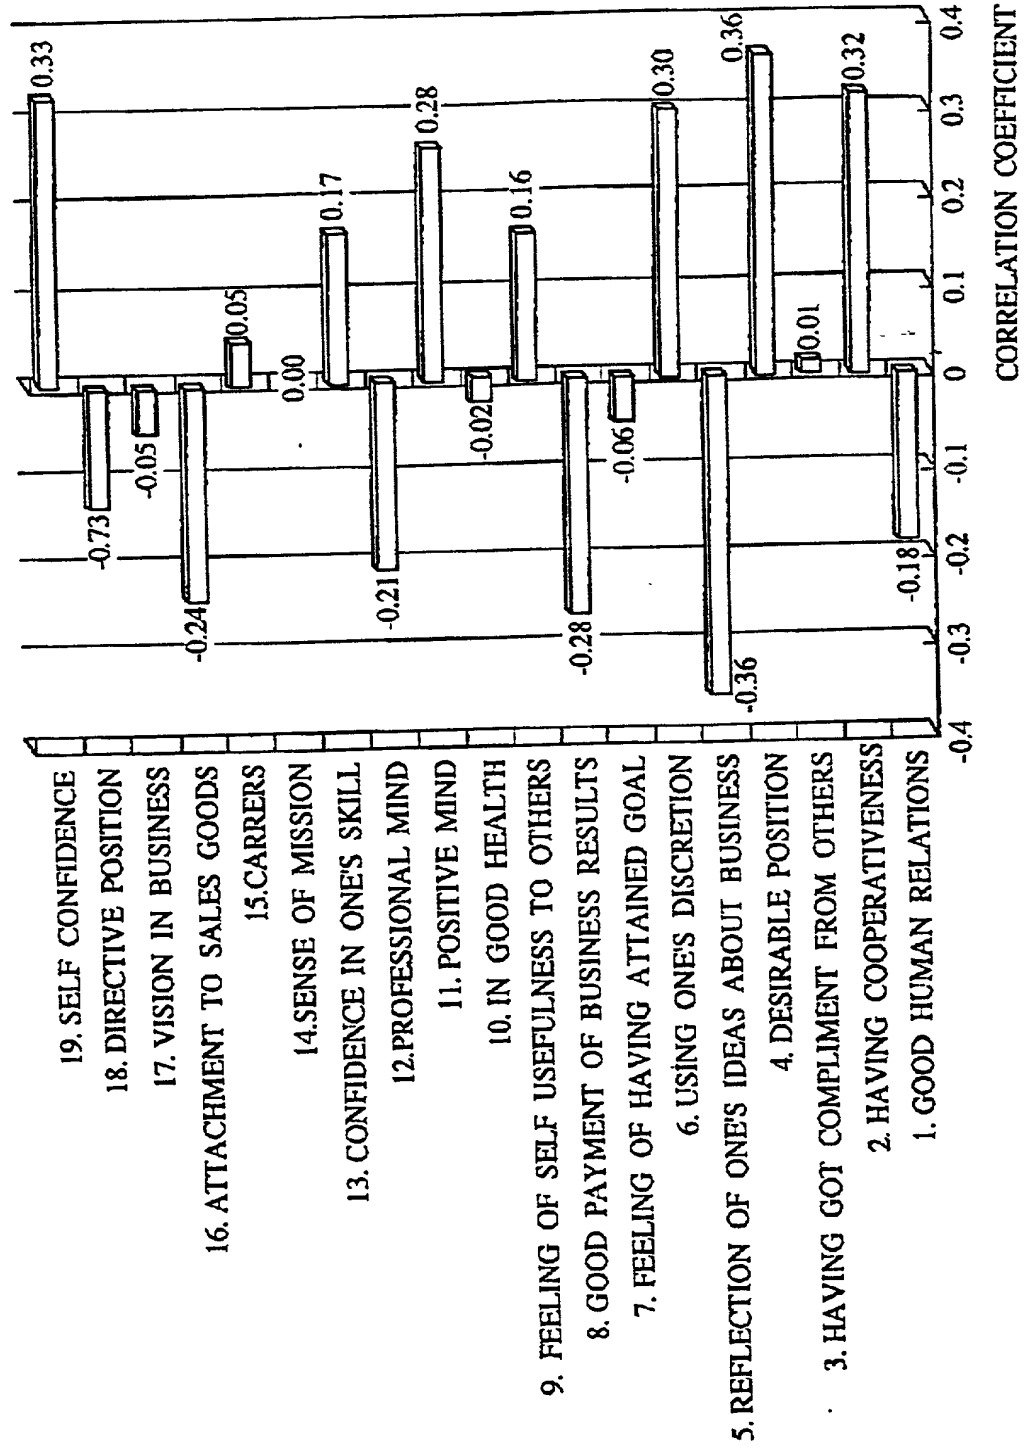 19. SELF CONFIDENCE
18. DIRECTIVE POSITION
17. VISION IN BUSINESS
16. ATTACHMENT TO SALES GOODS
15.CARRERS
14.SENSE OF MISSION
13. CONFIDENCE IN ONE'S SKILL
12.PROFESSIONAL MIND
11. POSITIVE MIND
10. IN GOOD HEALTH
9. FEELING OF SELF USEFULNESS TO OTHERS
8. GOOD PAYMENT OF BUSINESS RESULTS
7. FEELING OF HAVING ATTAINED GOAL
6. USING ONE'S DISCRETION
5. REFLECTION OF ONE'S IDEAS ABOUT BUSINESS
4. DESIRABLE POSITION
3. HAVING GOT COMPLIMENT FROM OTHERS
2. HAVING COOPERATIVENESS
1. GOOD HUMAN RELATIONS
0.33
-0.73
-0.05
-0.24
0.05
0.00
0.17
-0.21
0.28
-0.02
0.16
-0.28
-0.06
0.30
-0.36
0.36
0.01
0.32
-0.18
-0.4
-0.3
-0.2
-0.1
0
0.1
0.2
0.3
0.4
CORRELATION COEFICIENT